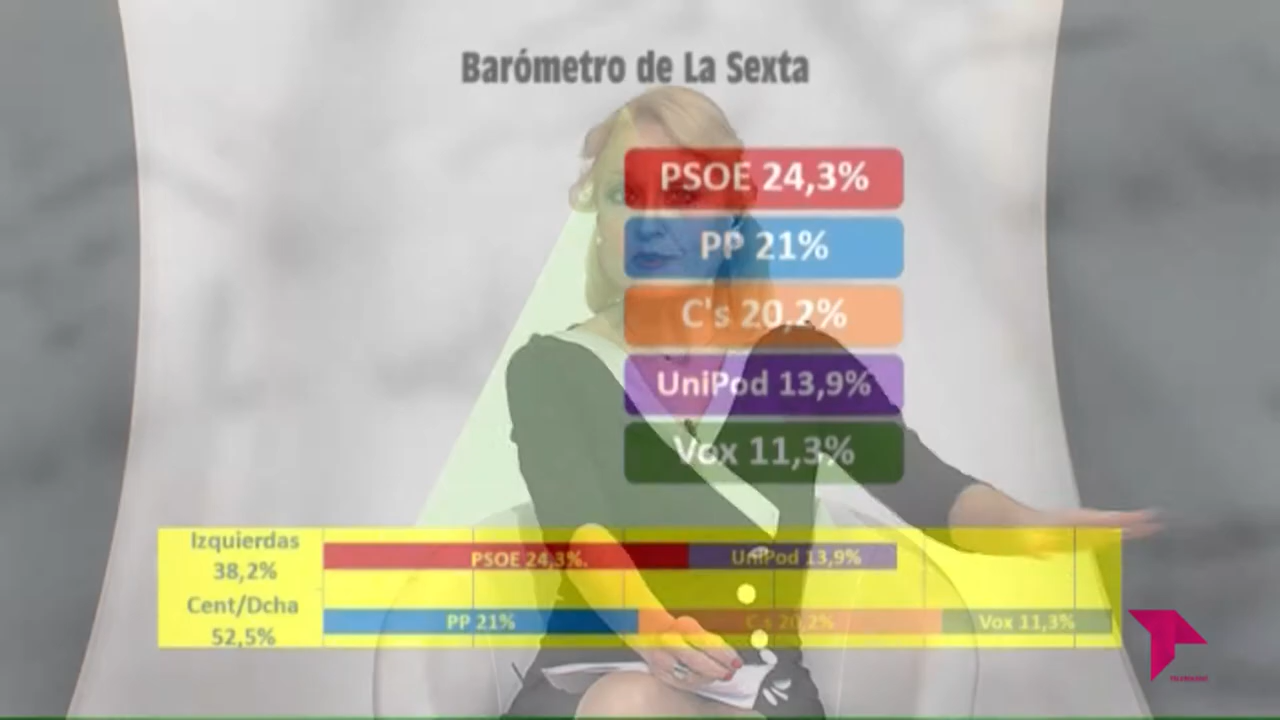 Barómetro de La Sexta
PSOE 24,3%
PP 21%
C's 20,2%
UniPod 13,9%
Vox 11,3%
Izquierdas
38,2%
PSOE 24,3%.
UniPod 13,9%
Cent/Dcha
52,5%
PP 21%
C's 20,2%
Vox 11,3%